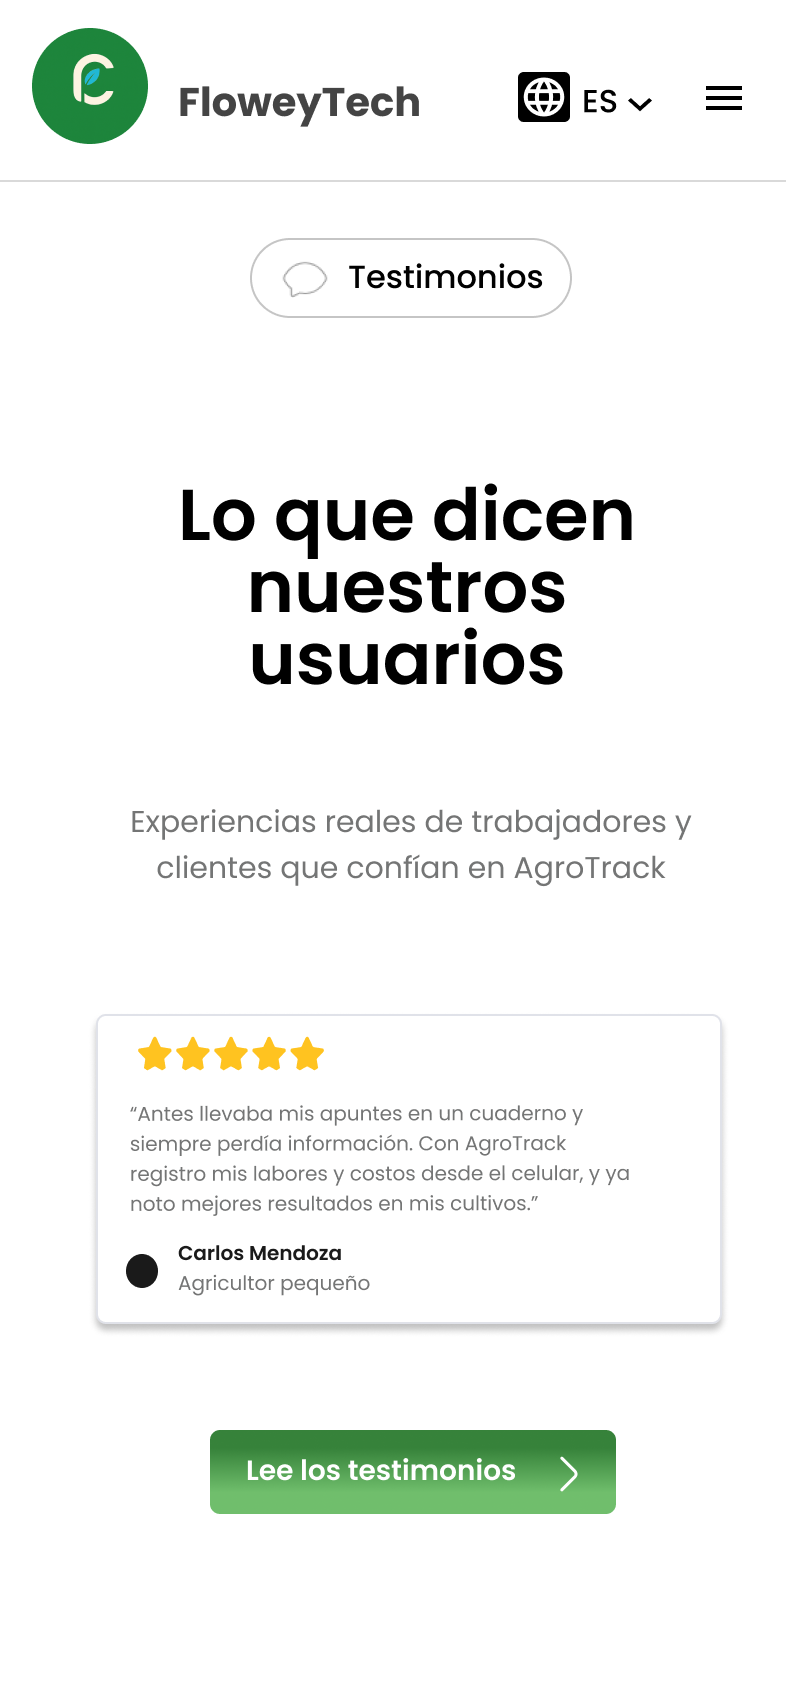 FloweyTech
ES
Testimonios
Lo que dicen
nuestros
usuarios
Experiencias reales de trabajadores y
clientes que confían en AgroTrack
“Antes llevaba mis apuntes en un cuaderno y
siempre perdía información. Con AgroTrack
registro mis labores y costos desde el celular, y ya
noto mejores resultados en mis cultivos.”
Carlos Mendoza
Agricultor pequeño
Lee los testimonios